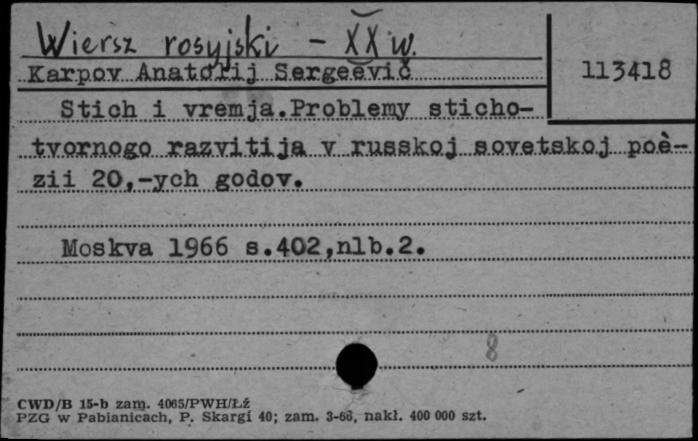 Wiersz rosyjski - XX w.
Karpov Anatolij Sergeevič
113418
Stich i vremja.Problemy sticho-
tvornogo razvitija v russkoj sovetskoj poè-
zii 20,-ych godov.
Moskva 1966 s.402,nlb.2.
8
CWD/B 15-b zam. 4065/PWH/Łź
PZG w Pabianicach, P. Skargi 40; zam. 3-66, nakł. 400 000 szt.